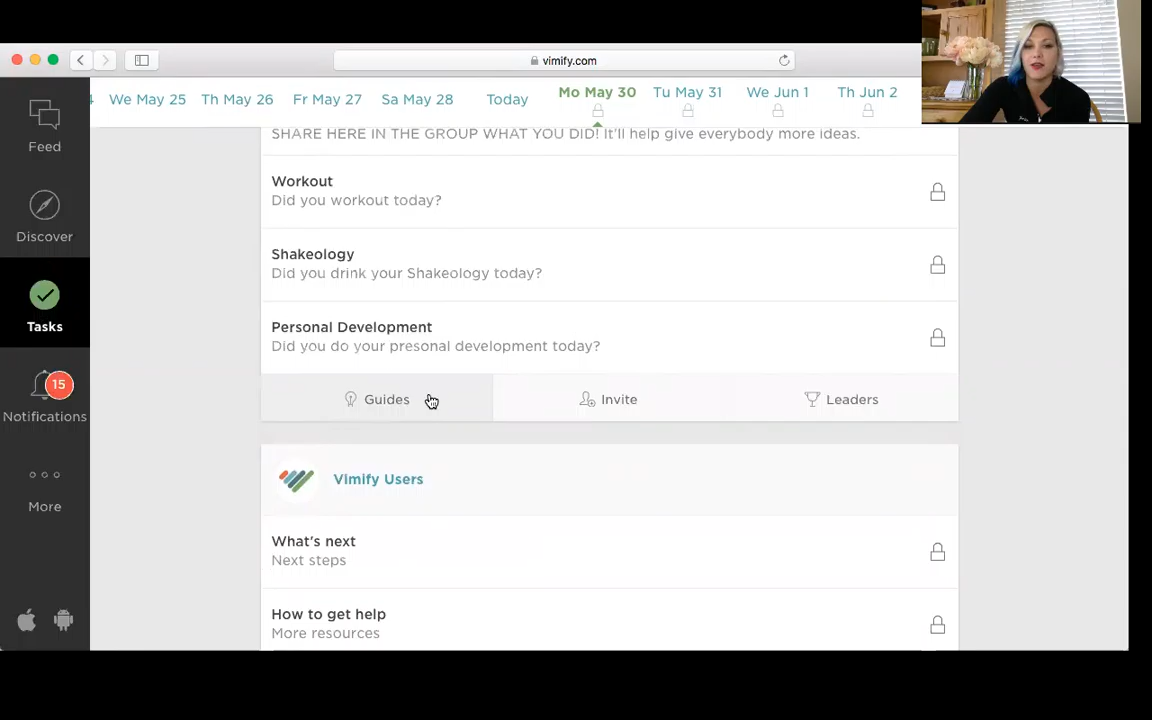 vimify.com
4 We May 25 Th May 26 Fr May 27 Sa May 28 Today Mo May 30 Tu May 31 We Jun 1 Th Jun 2
Feed
Discover
Tasks
15
Notifications
More
SHARE HERE IN THE GROUP WHAT YOU DID! It'll help give everybody more ideas.
Workout
Did you workout today?
Shakeology
Did you drink your Shakeology today?
Personal Development
Did you do your presonal development today?
Guides Invite Leaders
Vimify Users
What's next
Next steps
How to get help
More resources